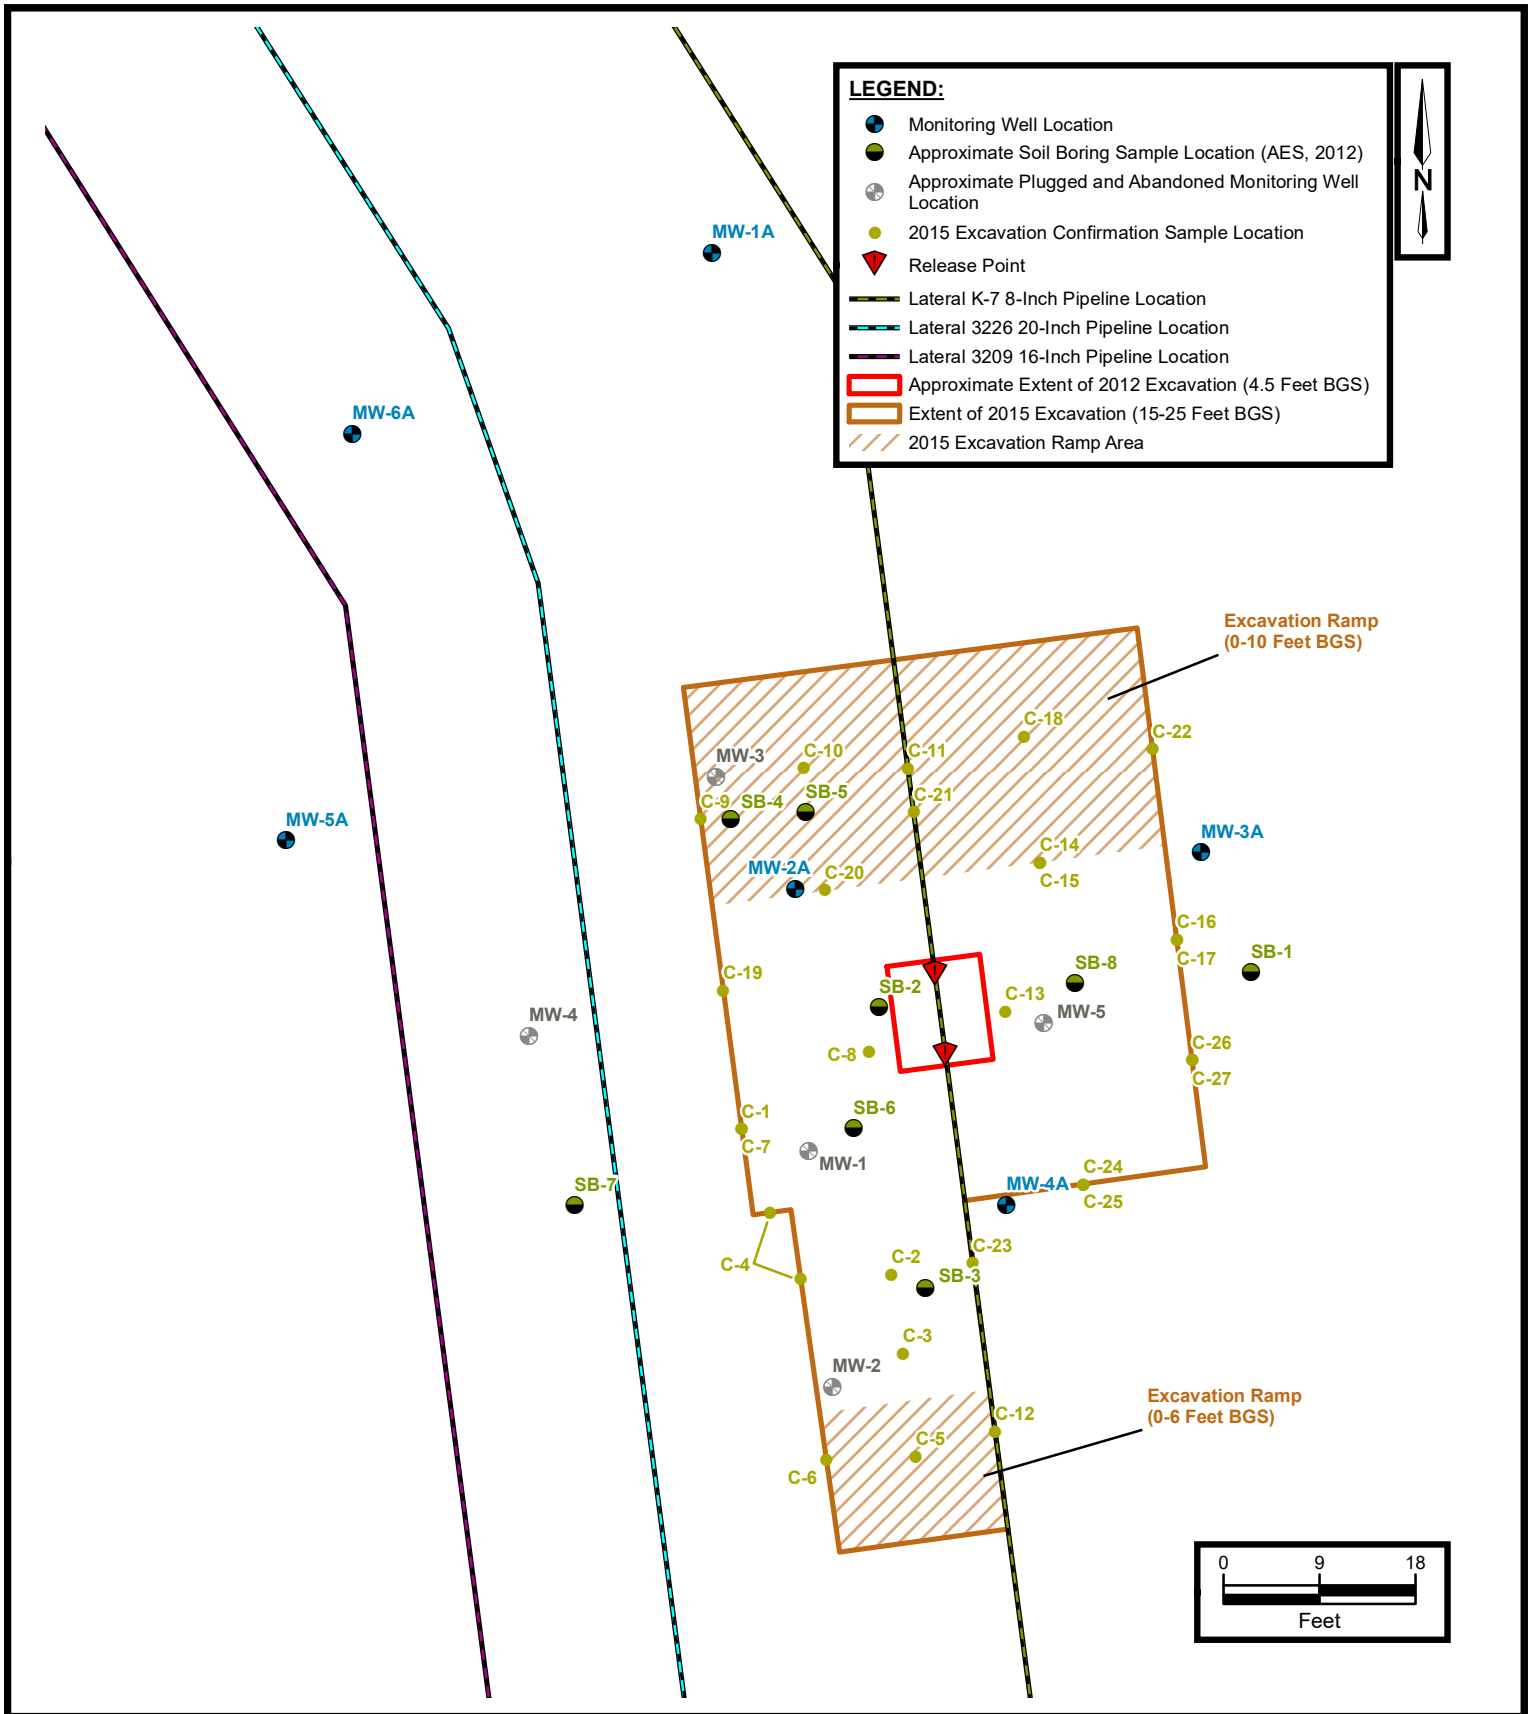 LEGEND:
Monitoring Well Location
Approximate Soil Boring Sample Location (AES, 2012)
Approximate Plugged and Abandoned Monitoring Well
Location
2015 Excavation Confirmation Sample Location
Release Point
Lateral K-7 8-Inch Pipeline Location
Lateral 3226 20-Inch Pipeline Location
Lateral 3209 16-Inch Pipeline Location
Approximate Extent of 2012 Excavation (4.5 Feet BGS)
Extent of 2015 Excavation (15-25 Feet BGS)
2015 Excavation Ramp Area
N
MW-1A
MW-6A
Excavation Ramp
(0-10 Feet BGS)
C-18
C-22
MW-3
C-10
C-11
C-9
SB-4
SB-5
C-21
MW-5A
MW-3A
C-14
MW-2A
C-20
C-15
C-16
C-17
SB-1
C-19
SB-8
SB-2
C-13
MW-4
MW-5
C-8
C-26
C-27
C-1
SB-6
C-7
MW-1
C-24
SB-7
MW-4A
C-25
C-23
C-4
C-2
SB-3
C-3
MW-2
Excavation Ramp
(0-6 Feet BGS)
C-12
C-5
C-6
0 9 18
Feet